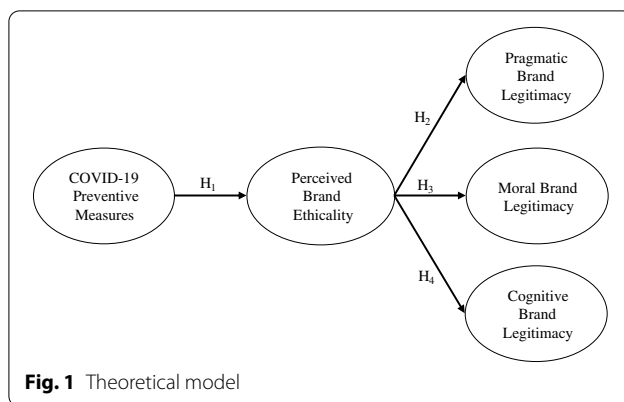 COVID-19
Preventive
Measures
H₁
Perceived
Brand
Ethicality
H₂
H₃
H₄
Pragmatic
Brand
Legitimacy
Moral Brand
Legitimacy
Cognitive
Brand
Legitimacy
Fig. 1 Theoretical model